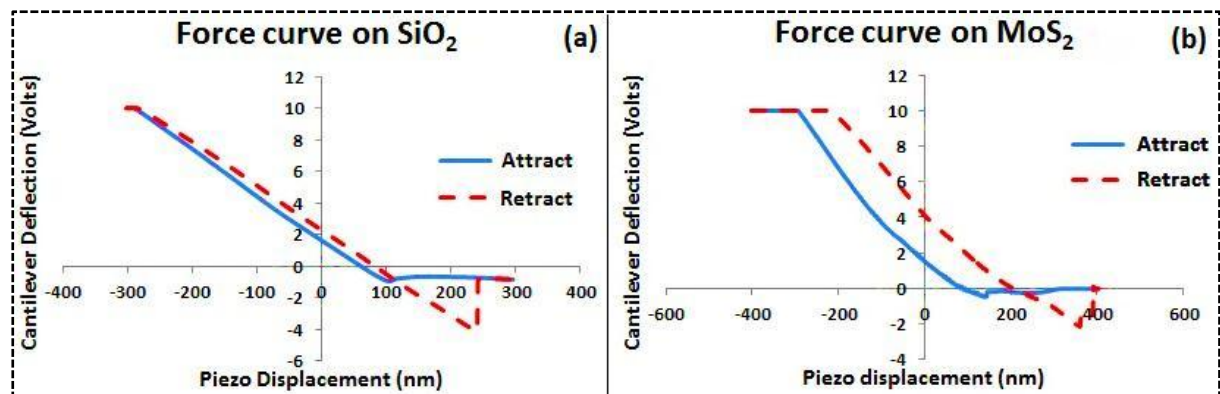 Force curve on SiO₂
(a)
Cantilever Deflection (Volts)
12
10
8
6
4
2
0
-2
-4
-6
-400
-300
-200
-100
0
100
200
300
400
Attract
Retract
Piezo Displacement (nm)
Force curve on MoS₂
(b)
Cantilever Deflection (Volts)
12
10
8
6
4
2
0
-2
-4
-600
-400
-200
0
200
400
600
Attract
Retract
Piezo displacement (nm)